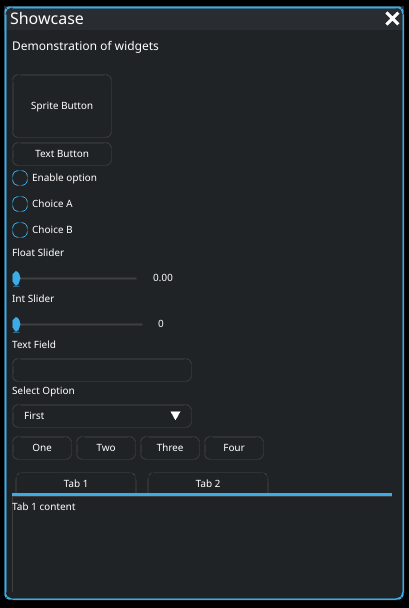 Showcase
Demonstration of widgets
Sprite Button
Text Button
Enable option
Choice A
Choice B
Float Slider
0.00
Int Slider
0
Text Field
Select Option
First
One Two Three Four
Tab 1 Tab 2
Tab 1 content